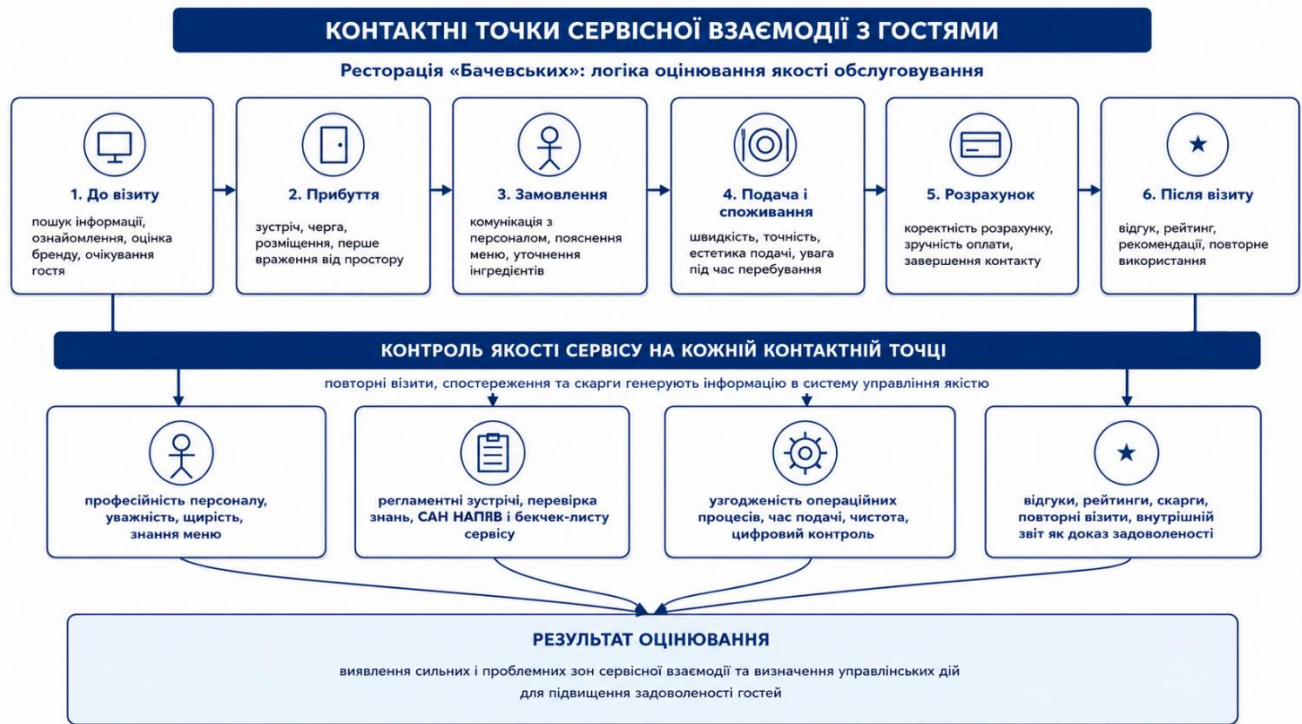 КОНТАКТНІ ТОЧКИ СЕРВІСНОЇ ВЗАЄМОДІЇ З ГОСТЯМИ
Ресторація «Бачевських»: логіка оцінювання якості обслуговування
1. До візиту
пошук інформації,
ознайомлення, оцінка
бренду, очікування
гостя
2. Прибуття
зустріч, черга,
розміщення, перше
враження від простору
3. Замовлення
комунікація з
персоналом, пояснення
меню, уточнення
інгредієнтів
4. Подача і
споживання
швидкість, точність,
естетика подачі, увага
під час перебування
5. Розрахунок
коректність розрахунку,
зручність оплати,
завершення контакту
6. Після візиту
відгук, рейтинг,
рекомендації, повторне
використання
КОНТРОЛЬ ЯКОСТІ СЕРВІСУ НА КОЖНІЙ КОНТАКТНІЙ ТОЧЦІ
повторні візити, спостереження та скарги генерують інформацію в систему управління якістю
професійність персоналу,
уважність, щирість,
знання меню
регламентні зустрічі, перевірка
знань, САН і бекчек-листу
сервісу
узгодженість операційних
процесів, час подачі, чистота,
цифровий контроль
відгуки, рейтинги, скарги,
повторні візити, внутрішній
звіт як доказ задоволеності
РЕЗУЛЬТАТ ОЦІНЮВАННЯ
виявлення сильних і проблемних зон сервісної взаємодії та визначення управлінських дій
для підвищення задоволеності гостей